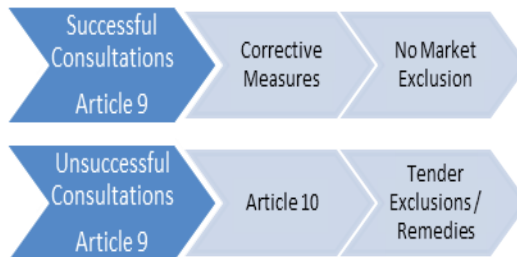 Successful
Consultations
Article 9
Corrective
Measures
No Market
Exclusion
Unsuccessful
Consultations
Article 9
Article 10
Tender
Exclusions/
Remedies